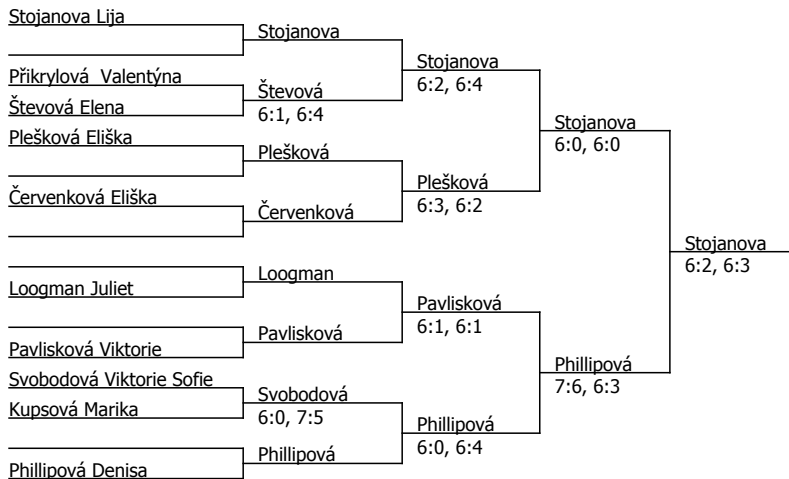 Stojanova Lija
Přikrylová  Valentýna
Števová Elena
Plešková Eliška
Červenková Eliška
Loogman Juliet
Pavlisková Viktorie
Svobodová Viktorie Sofie
Kupsová Marika
Phillipová Denisa
Stojanova
Števová
6:1, 6:4
Plešková
Červenková
Loogman
Pavlisková
Svobodová
6:0, 7:5
Phillipová
Stojanova
6:2, 6:4
Plešková
6:3, 6:2
Pavlisková
6:1, 6:1
Phillipová
6:0, 6:4
Stojanova
6:0, 6:0
Phillipová
7:6, 6:3
Stojanova
6:2, 6:3